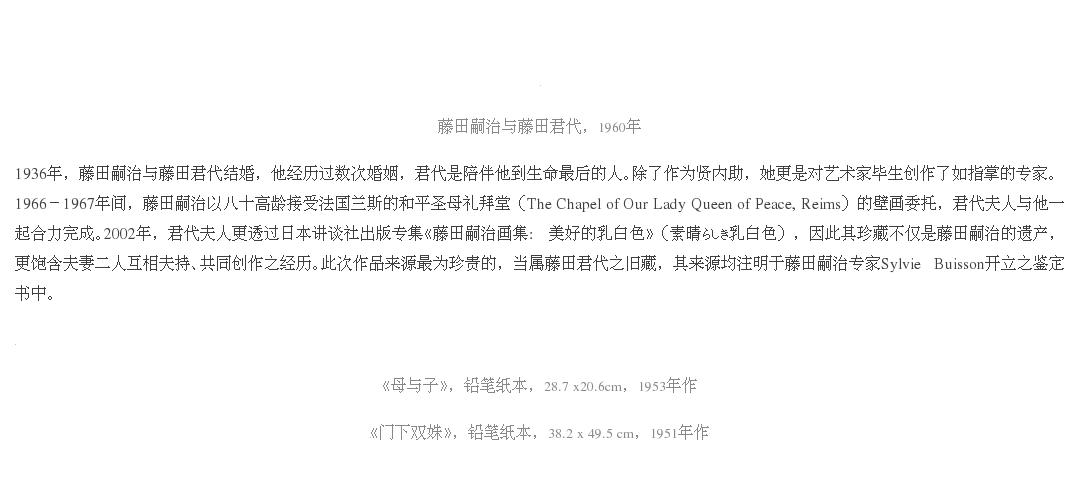 藤田嗣治与藤田君代，1960年
1936年，藤田嗣治与藤田君代结婚，他经历过数次婚姻，君代是陪伴他到生命最后的人。除了作为贤内助，她更是对艺术家毕生创作了如指掌的专家。
1966－1967年间，藤田嗣治以八十高龄接受法国兰斯的和平圣母礼拜堂（The Chapel of Our Lady Queen of Peace, Reims）的壁画委托，君代夫人与他一
起合力完成。2002年，君代夫人更透过日本讲谈社出版专集《藤田嗣治画集: 美好的乳白色》（素晴らしき乳白色），因此其珍藏不仅是藤田嗣治的遗产，
更饱含夫妻二人互相夫持、共同创作之经历。此次作品来源最为珍贵的，当属藤田君代之旧藏，其来源均注明于藤田嗣治专家Sylvie Buisson开立之鉴定
书中。
《母与子》，铅笔纸本，28.7 x20.6cm，1953年作
《门下双姝》，铅笔纸本，38.2 x 49.5 cm，1951年作